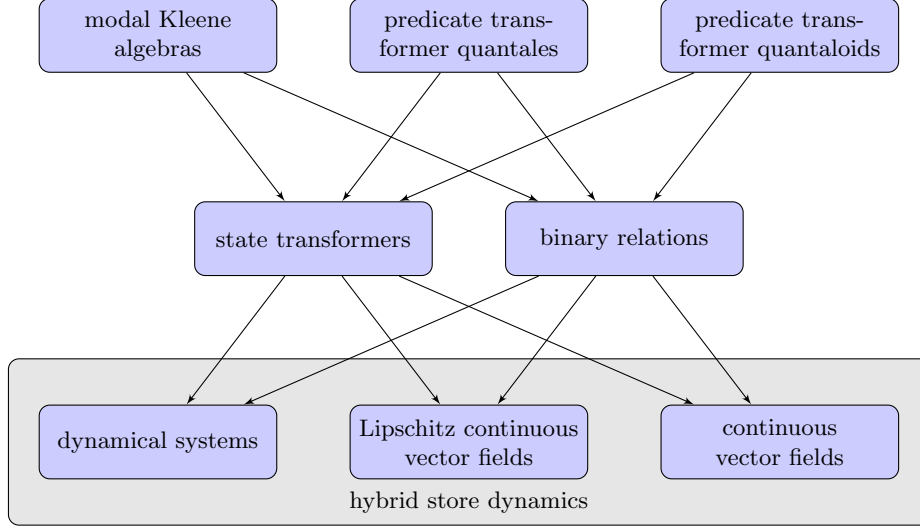 modal Kleene
algebras
predicate trans-
former quantales
predicate trans-
former quantaloids
state transformers
binary relations
dynamical systems
Lipschitz continuous
vector fields
continuous
vector fields
hybrid store dynamics